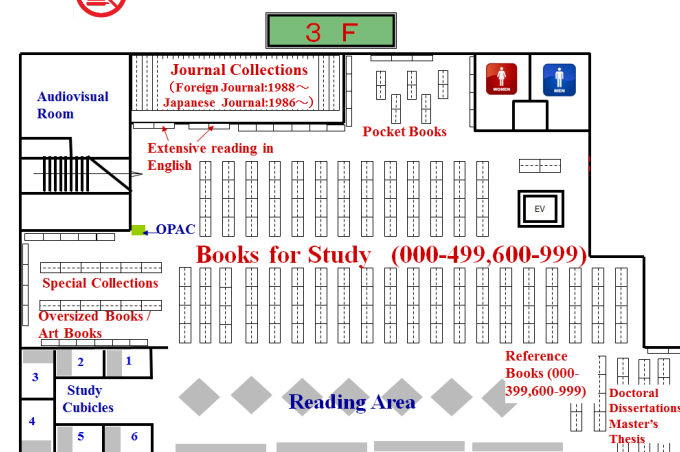 3 F
Journal Collections
(Foreign Journal:1988～
Japanese Journal:1986～)
Audiovisual
Room
WOMEN
MEN
Pocket Books
Extensive reading in
English
EV
OPAC
Books for Study (000-499,600-999)
Special Collections
Oversized Books /
Art Books
Reference
Books (000-
399,600-999)
1
2
3
Study
Cubicles
4
5
6
Reading Area
Doctoral
Dissertations
Master's
Thesis